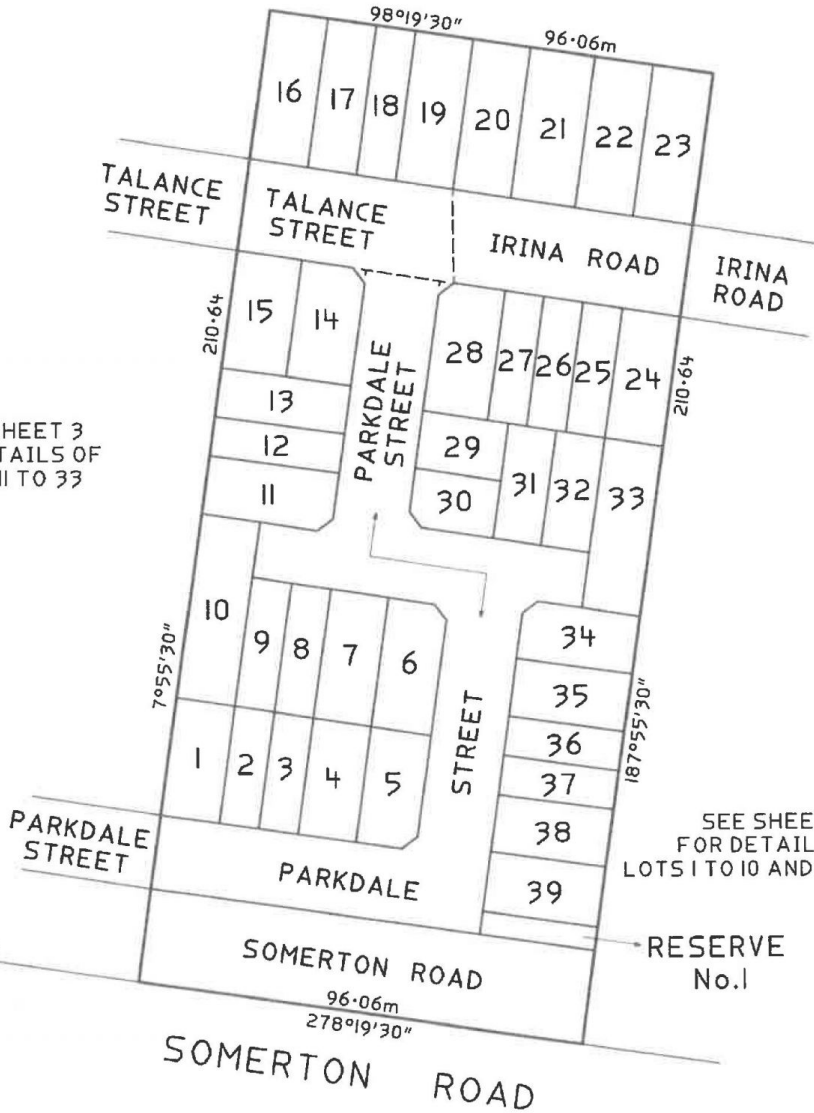 98°19'30"
96·06m
16 17 18 19 20 21 22 23
TALANCE
STREET
TALANCE
STREET
IRINA ROAD
IRINA
ROAD
210·64
15 14
PARKDALE
STREET
28 27 26 25 24
210·64
13
12
11
29
30
31 32 33
HEET 3
TAILS OF
11 TO 33
10 9 8 7 6
7°55'30"
1 2 3 4 5
STREET
34
35
36
37
38
39
187°55'30"
SEE SHEE
FOR DETAIL
LOTS 1 TO 10 AND
PARKDALE
STREET
PARKDALE
RESERVE
No.1
SOMERTON ROAD
96·06m
278°19'30"
SOMERTON ROAD